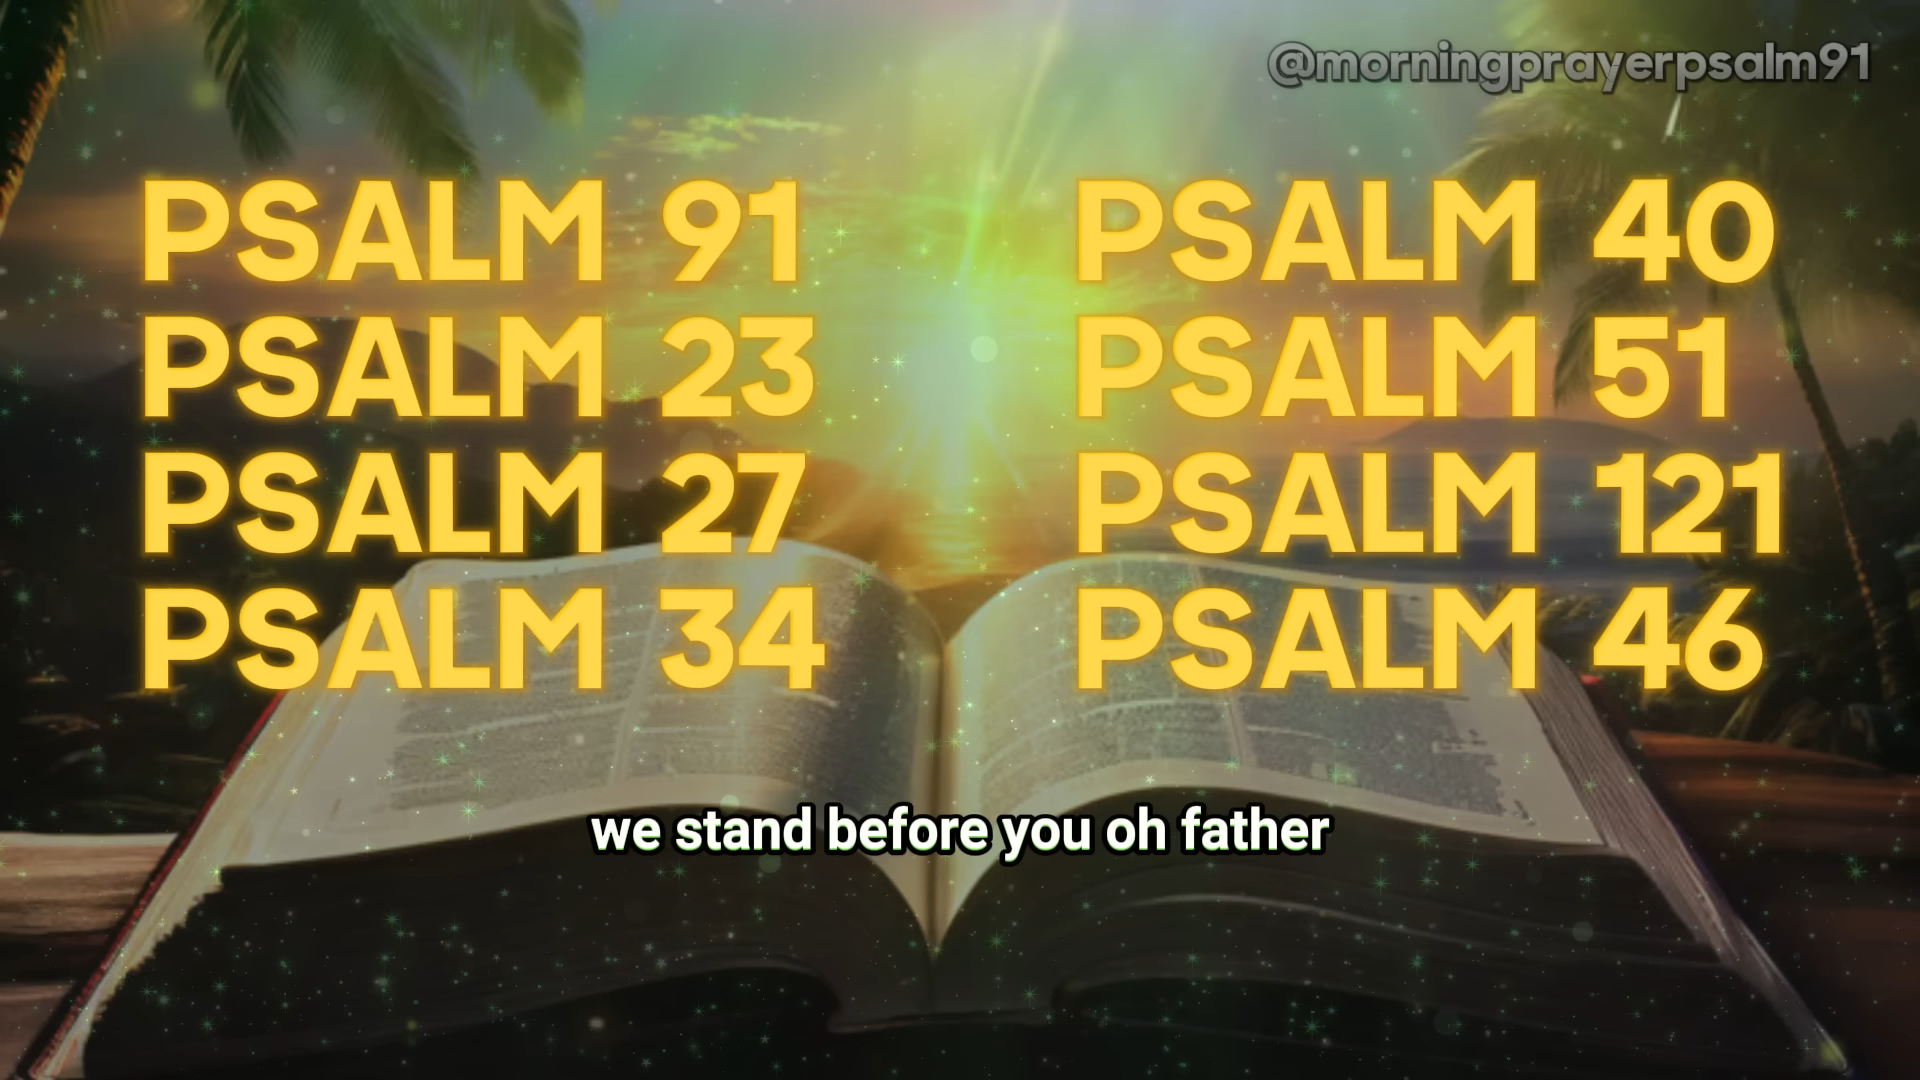 @morningprayerpsalm91
PSALM 91
PSALM 23
PSALM 27
PSALM 34
PSALM 40
PSALM 51
PSALM 121
PSALM 46
we stand before you oh father